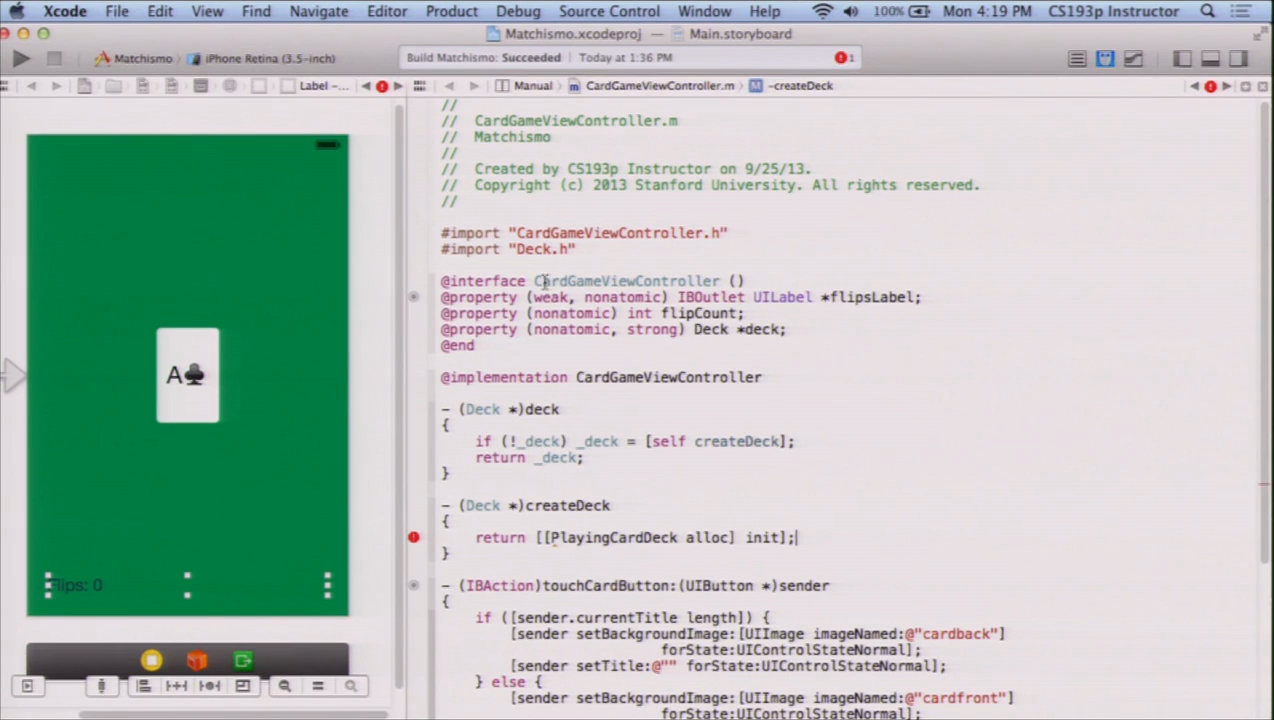 Xcode File Edit View Find Navigate Editor Product Debug Source Control Window Help 100% Mon 4:19 PM CS193p Instructor
Matchismo.xcodeproj — Main.storyboard
Matchismo iPhone Retina (3.5-inch) Build Matchismo: Succeeded Today at 1:36 PM 1
Label -... Manual CardGameViewController.m M -createDeck
//
// CardGameViewController.m
// Matchismo
//
// Created by CS193p Instructor on 9/25/13.
// Copyright (c) 2013 Stanford University. All rights reserved.
//
#import "CardGameViewController.h"
#import "Deck.h"
@interface CardGameViewController ()
@property (weak, nonatomic) IBOutlet UILabel *flipsLabel;
@property (nonatomic) int flipCount;
@property (nonatomic, strong) Deck *deck;
@end
@implementation CardGameViewController
- (Deck *)deck
{
if (!_deck) _deck = [self createDeck];
return _deck;
}
- (Deck *)createDeck
{
return [[PlayingCardDeck alloc] init];
}
- (IBAction)touchCardButton:(UIButton *)sender
{
if ([sender.currentTitle length]) {
[sender setBackgroundImage:[UIImage imageNamed:@"cardback"]
forState:UIControlStateNormal];
[sender setTitle:@"" forState:UIControlStateNormal];
} else {
[sender setBackgroundImage:[UIImage imageNamed:@"cardfront"]
forState:UIControlStateNormal];
A♣
Flips: 0